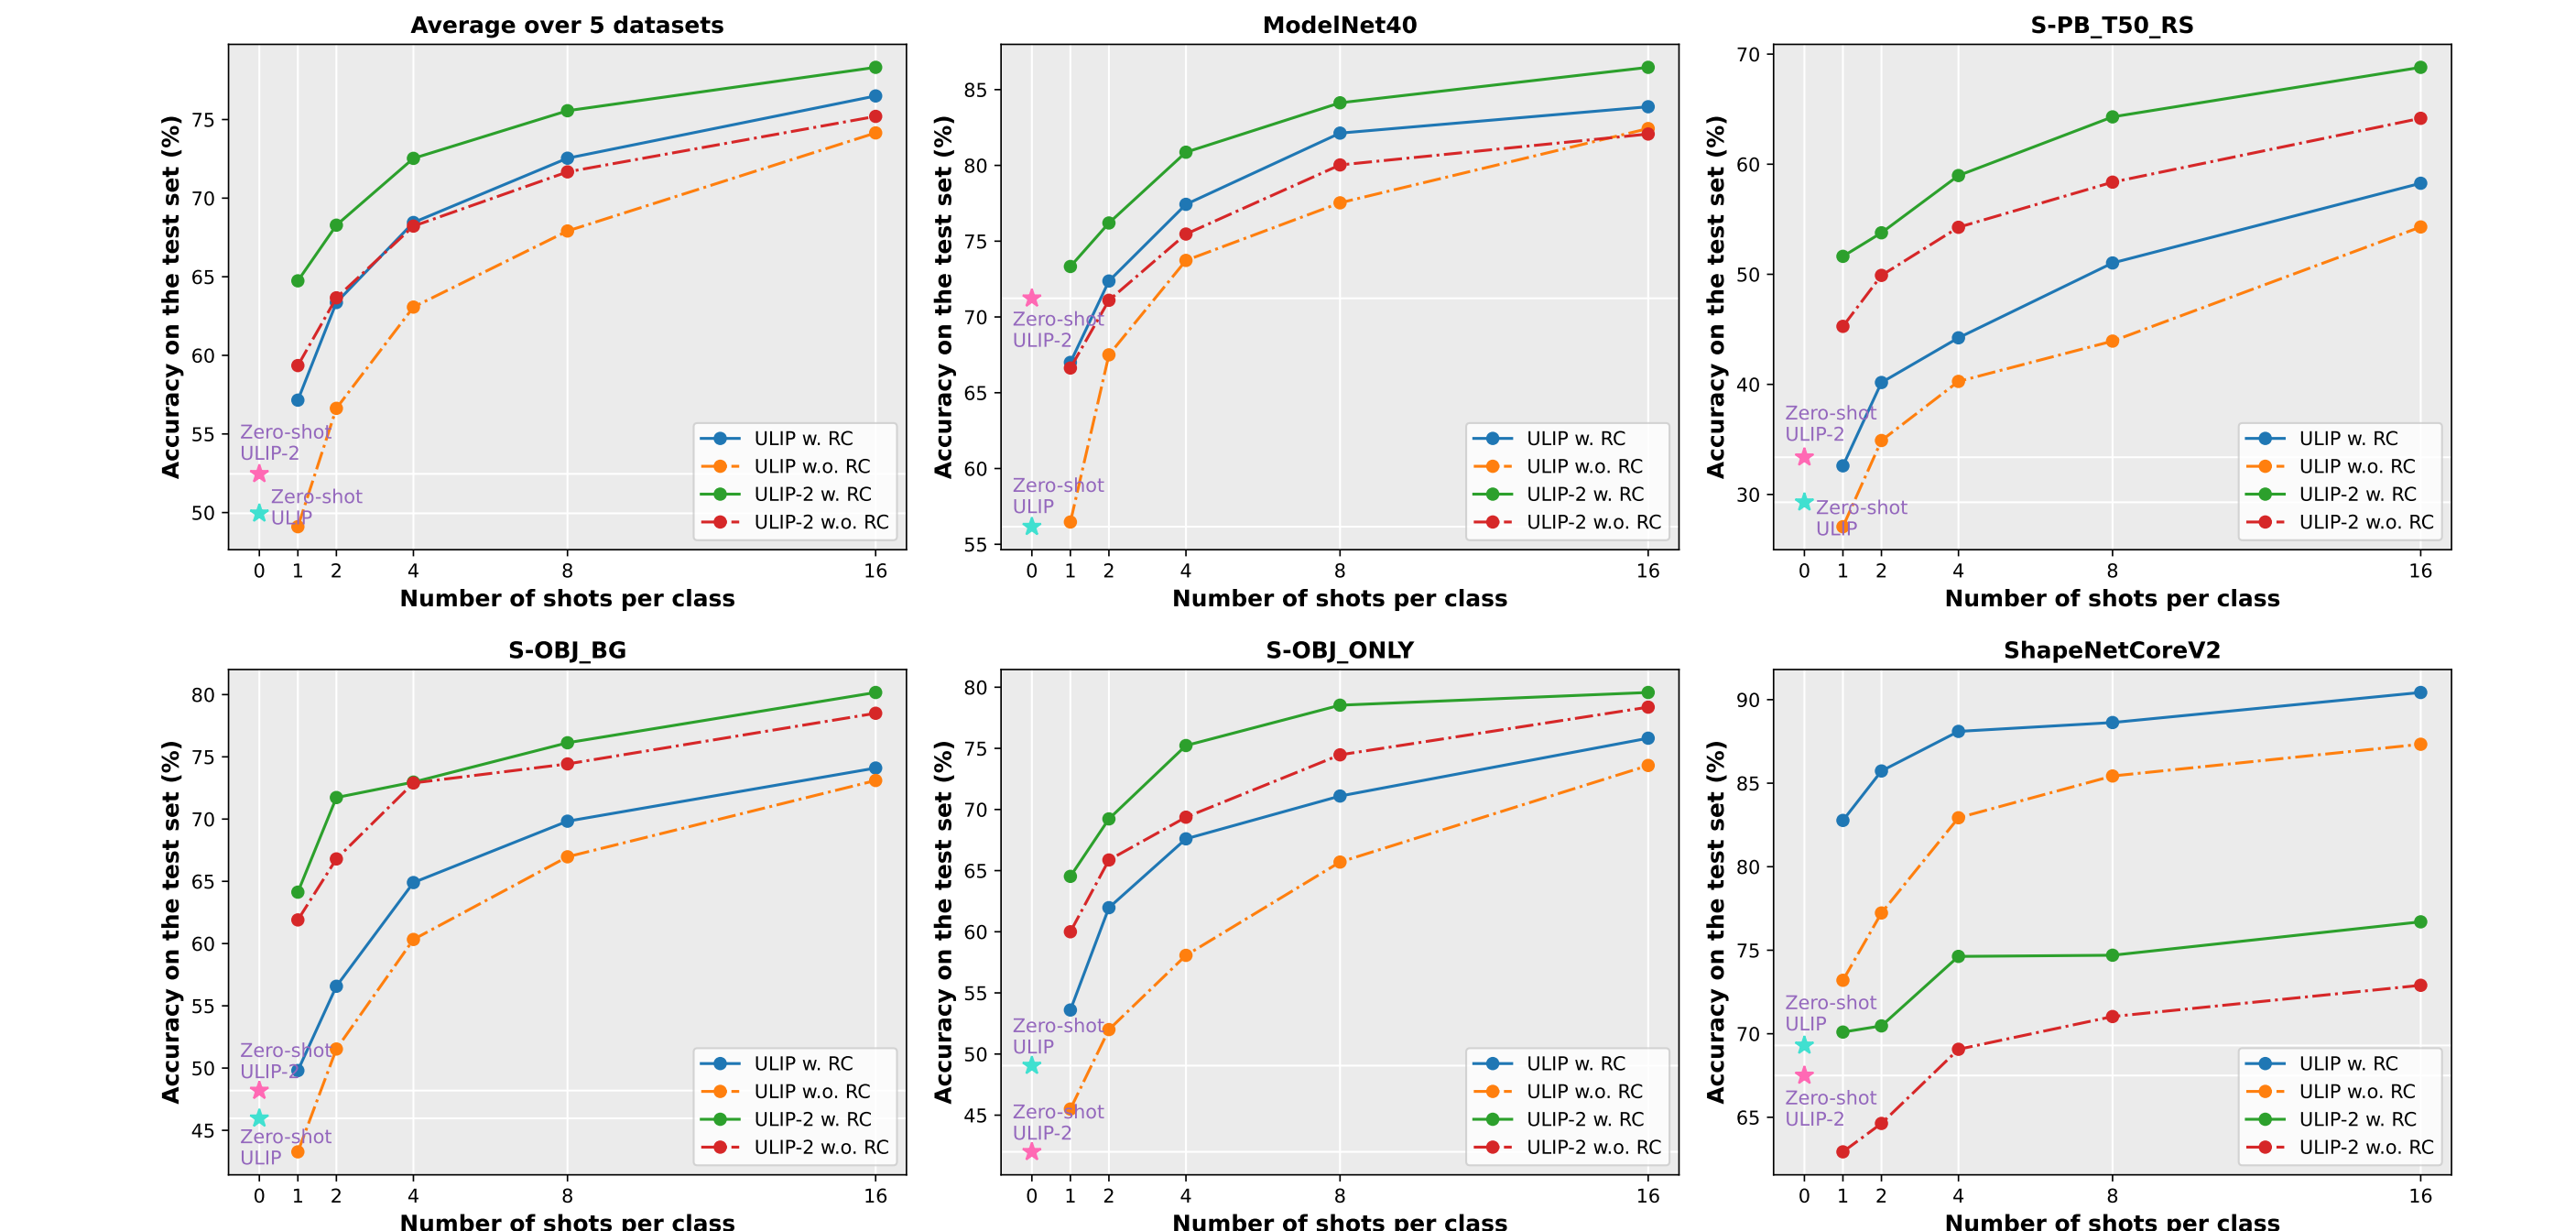 Average over 5 datasets
Accuracy on the test set (%)
75
70
65
60
55
50
Zero-shot
ULIP-2
Zero-shot
ULIP
ULIP w. RC
ULIP w.o. RC
ULIP-2 w. RC
ULIP-2 w.o. RC
0 1 2 4 8 16
Number of shots per class
ModelNet40
Accuracy on the test set (%)
85
80
75
70
65
60
55
Zero-shot
ULIP-2
Zero-shot
ULIP
ULIP w. RC
ULIP w.o. RC
ULIP-2 w. RC
ULIP-2 w.o. RC
0 1 2 4 8 16
Number of shots per class
S-PB_T50_RS
Accuracy on the test set (%)
70
60
50
40
30
Zero-shot
ULIP-2
Zero-shot
ULIP
ULIP w. RC
ULIP w.o. RC
ULIP-2 w. RC
ULIP-2 w.o. RC
0 1 2 4 8 16
Number of shots per class
S-OBJ_BG
Accuracy on the test set (%)
80
75
70
65
60
55
50
45
Zero-shot
ULIP-2
Zero-shot
ULIP
ULIP w. RC
ULIP w.o. RC
ULIP-2 w. RC
ULIP-2 w.o. RC
0 1 2 4 8 16
Number of shots per class
S-OBJ_ONLY
Accuracy on the test set (%)
80
75
70
65
60
55
50
45
Zero-shot
ULIP
Zero-shot
ULIP-2
ULIP w. RC
ULIP w.o. RC
ULIP-2 w. RC
ULIP-2 w.o. RC
0 1 2 4 8 16
Number of shots per class
ShapeNetCoreV2
Accuracy on the test set (%)
90
85
80
75
70
65
Zero-shot
ULIP
Zero-shot
ULIP-2
ULIP w. RC
ULIP w.o. RC
ULIP-2 w. RC
ULIP-2 w.o. RC
0 1 2 4 8 16
Number of shots per class